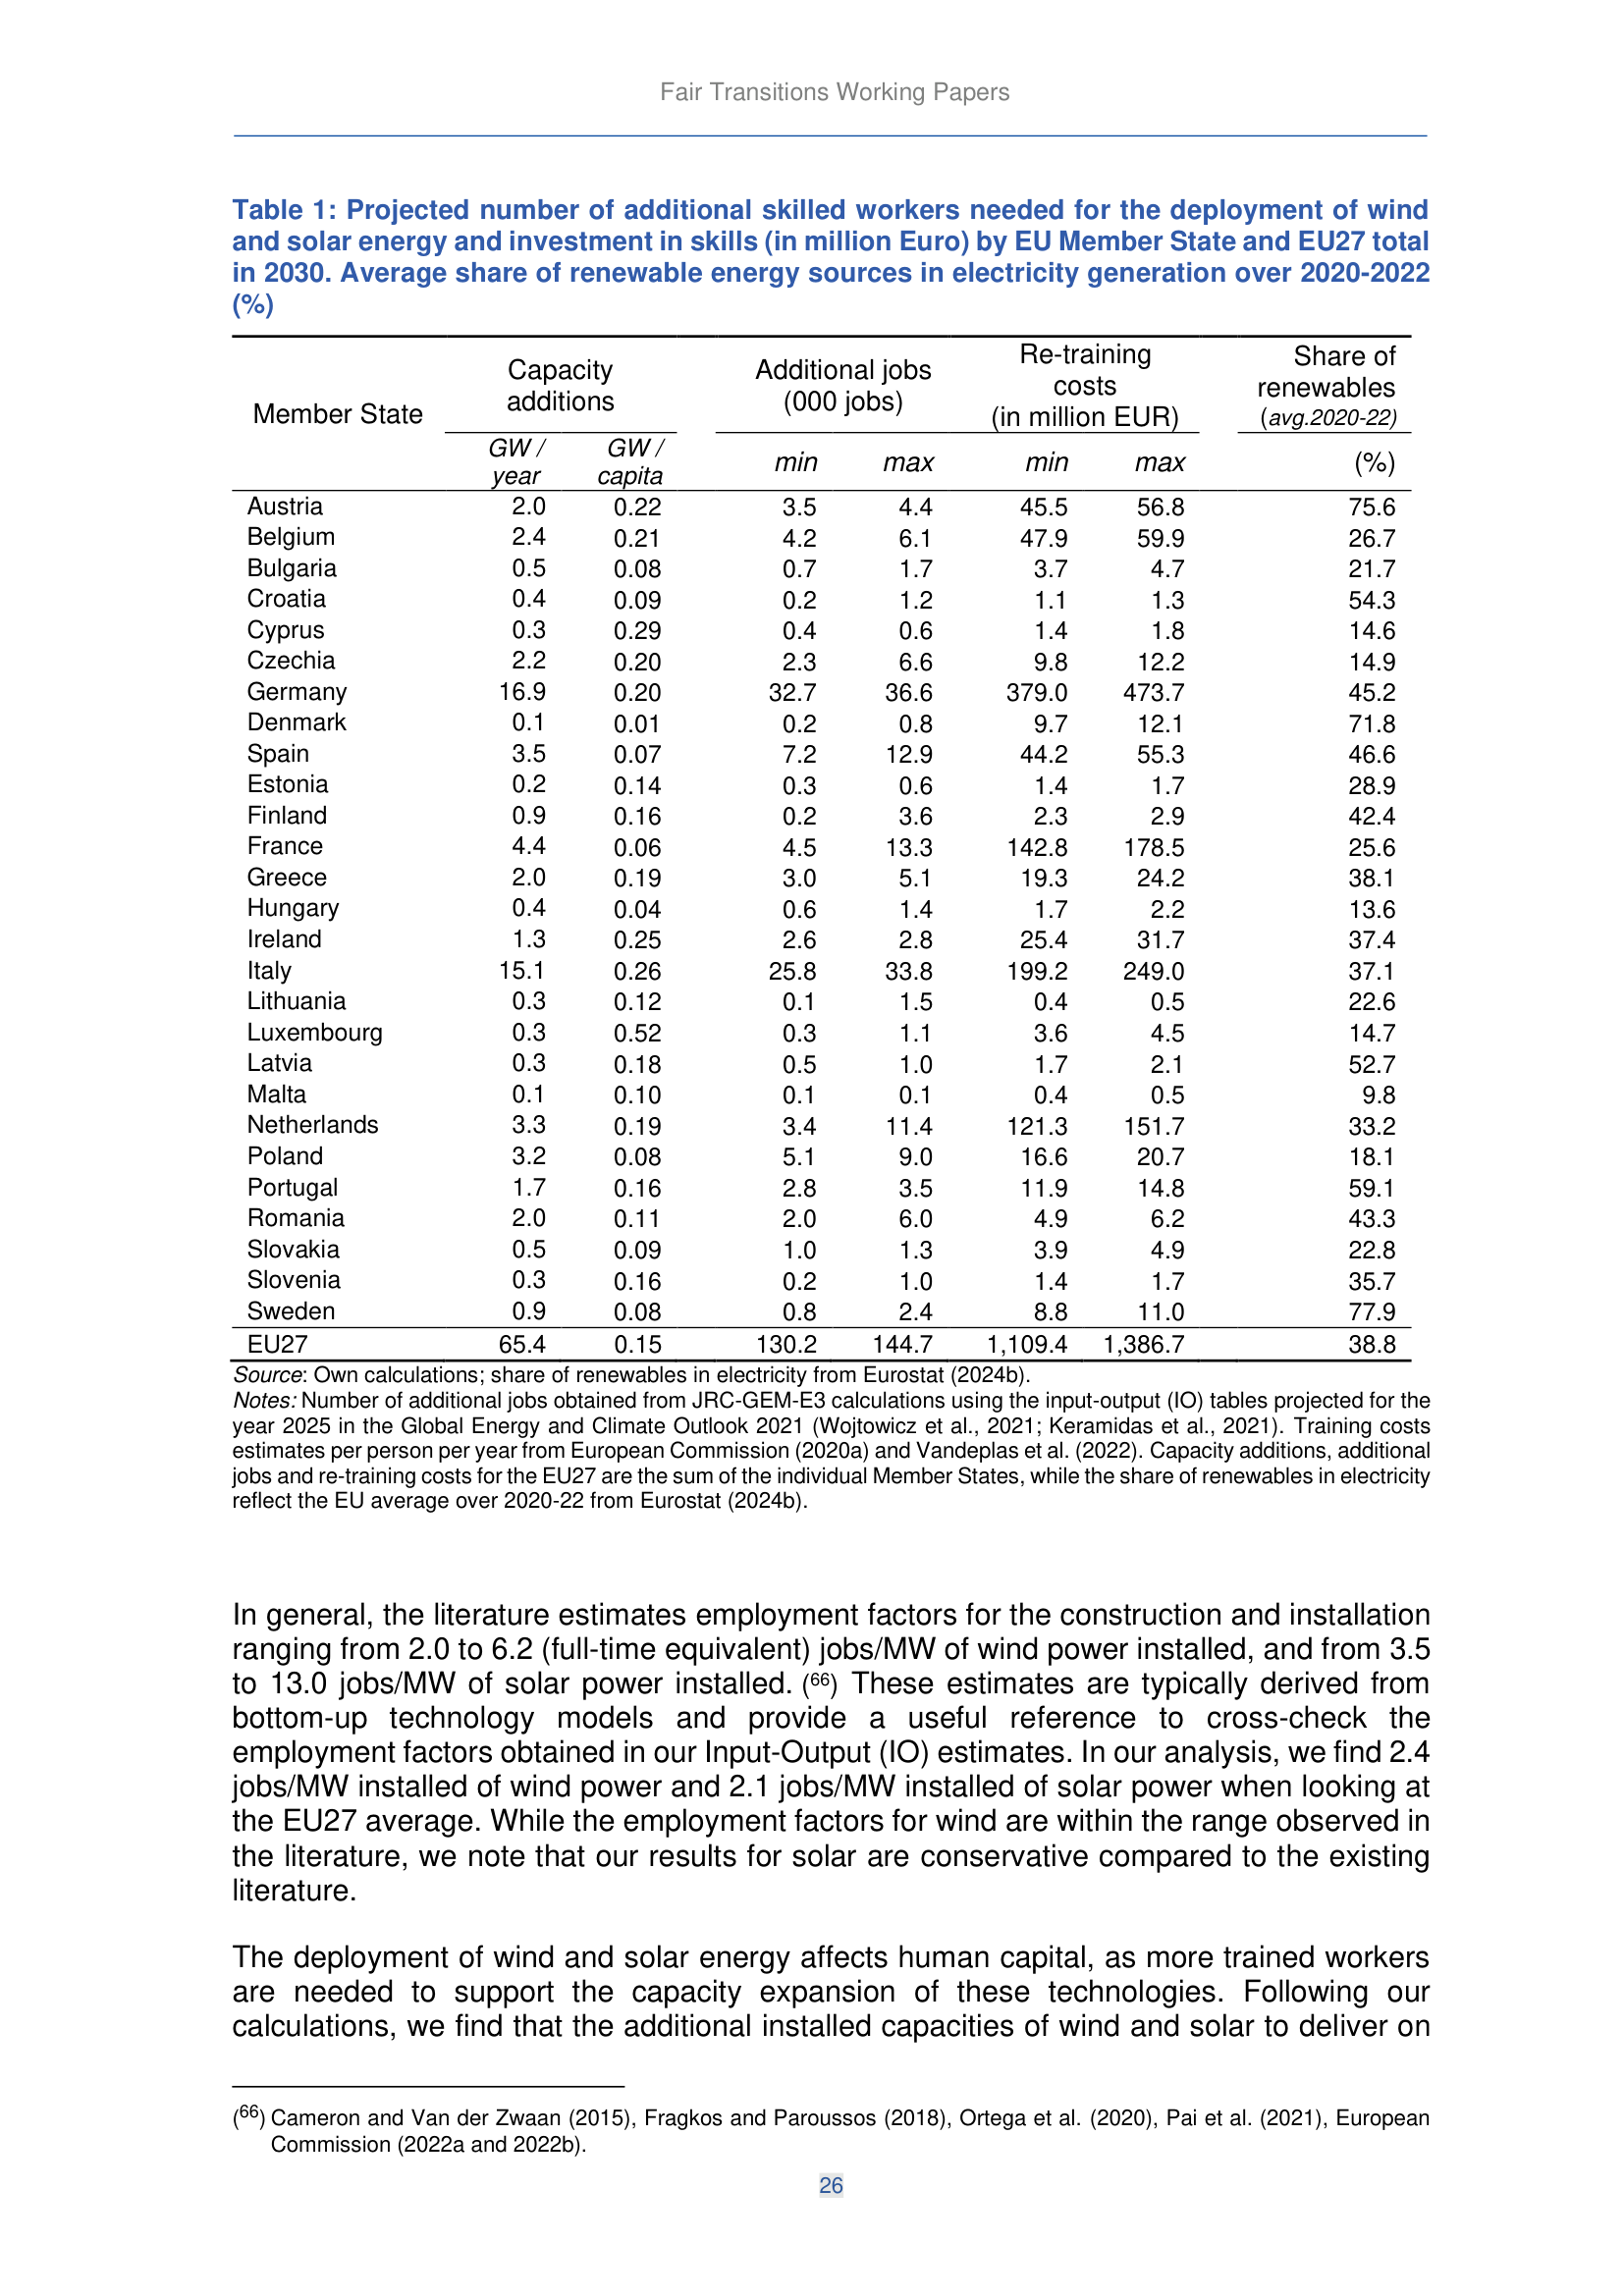 Fair Transitions Working Papers
Table 1: Projected number of additional skilled workers needed for the deployment of wind
and solar energy and investment in skills (in million Euro) by EU Member State and EU27 total
in 2030. Average share of renewable energy sources in electricity generation over 2020-2022
(%)
Member State Capacity additions Additional jobs (000 jobs) Re-training costs (in million EUR) Share of renewables (avg.2020-22)
GW / year GW / capita min max min max (%)
Austria 2.0 0.22 3.5 4.4 45.5 56.8 75.6
Belgium 2.4 0.21 4.2 6.1 47.9 59.9 26.7
Bulgaria 0.5 0.08 0.7 1.7 3.7 4.7 21.7
Croatia 0.4 0.09 0.2 1.2 1.1 1.3 54.3
Cyprus 0.3 0.29 0.4 0.6 1.4 1.8 14.6
Czechia 2.2 0.20 2.3 6.6 9.8 12.2 14.9
Germany 16.9 0.20 32.7 36.6 379.0 473.7 45.2
Denmark 0.1 0.01 0.2 0.8 9.7 12.1 71.8
Spain 3.5 0.07 7.2 12.9 44.2 55.3 46.6
Estonia 0.2 0.14 0.3 0.6 1.4 1.7 28.9
Finland 0.9 0.16 0.2 3.6 2.3 2.9 42.4
France 4.4 0.06 4.5 13.3 142.8 178.5 25.6
Greece 2.0 0.19 3.0 5.1 19.3 24.2 38.1
Hungary 0.4 0.04 0.6 1.4 1.7 2.2 13.6
Ireland 1.3 0.25 2.6 2.8 25.4 31.7 37.4
Italy 15.1 0.26 25.8 33.8 199.2 249.0 37.1
Lithuania 0.3 0.12 0.1 1.5 0.4 0.5 22.6
Luxembourg 0.3 0.52 0.3 1.1 3.6 4.5 14.7
Latvia 0.3 0.18 0.5 1.0 1.7 2.1 52.7
Malta 0.1 0.10 0.1 0.1 0.4 0.5 9.8
Netherlands 3.3 0.19 3.4 11.4 121.3 151.7 33.2
Poland 3.2 0.08 5.1 9.0 16.6 20.7 18.1
Portugal 1.7 0.16 2.8 3.5 11.9 14.8 59.1
Romania 2.0 0.11 2.0 6.0 4.9 6.2 43.3
Slovakia 0.5 0.09 1.0 1.3 3.9 4.9 22.8
Slovenia 0.3 0.16 0.2 1.0 1.4 1.7 35.7
Sweden 0.9 0.08 0.8 2.4 8.8 11.0 77.9
EU27 65.4 0.15 130.2 144.7 1,109.4 1,386.7 38.8
Source: Own calculations; share of renewables in electricity from Eurostat (2024b).
Notes: Number of additional jobs obtained from JRC-GEM-E3 calculations using the input-output (IO) tables projected for the
year 2025 in the Global Energy and Climate Outlook 2021 (Wojtowicz et al., 2021; Keramidas et al., 2021). Training costs
estimates per person per year from European Commission (2020a) and Vandeplas et al. (2022). Capacity additions, additional
jobs and re-training costs for the EU27 are the sum of the individual Member States, while the share of renewables in electricity
reflect the EU average over 2020-22 from Eurostat (2024b).
In general, the literature estimates employment factors for the construction and installation
ranging from 2.0 to 6.2 (full-time equivalent) jobs/MW of wind power installed, and from 3.5
to 13.0 jobs/MW of solar power installed. (66) These estimates are typically derived from
bottom-up technology models and provide a useful reference to cross-check the
employment factors obtained in our Input-Output (IO) estimates. In our analysis, we find 2.4
jobs/MW installed of wind power and 2.1 jobs/MW installed of solar power when looking at
the EU27 average. While the employment factors for wind are within the range observed in
the literature, we note that our results for solar are conservative compared to the existing
literature.
The deployment of wind and solar energy affects human capital, as more trained workers
are needed to support the capacity expansion of these technologies. Following our
calculations, we find that the additional installed capacities of wind and solar to deliver on
(66) Cameron and Van der Zwaan (2015), Fragkos and Paroussos (2018), Ortega et al. (2020), Pai et al. (2021), European
Commission (2022a and 2022b).
26